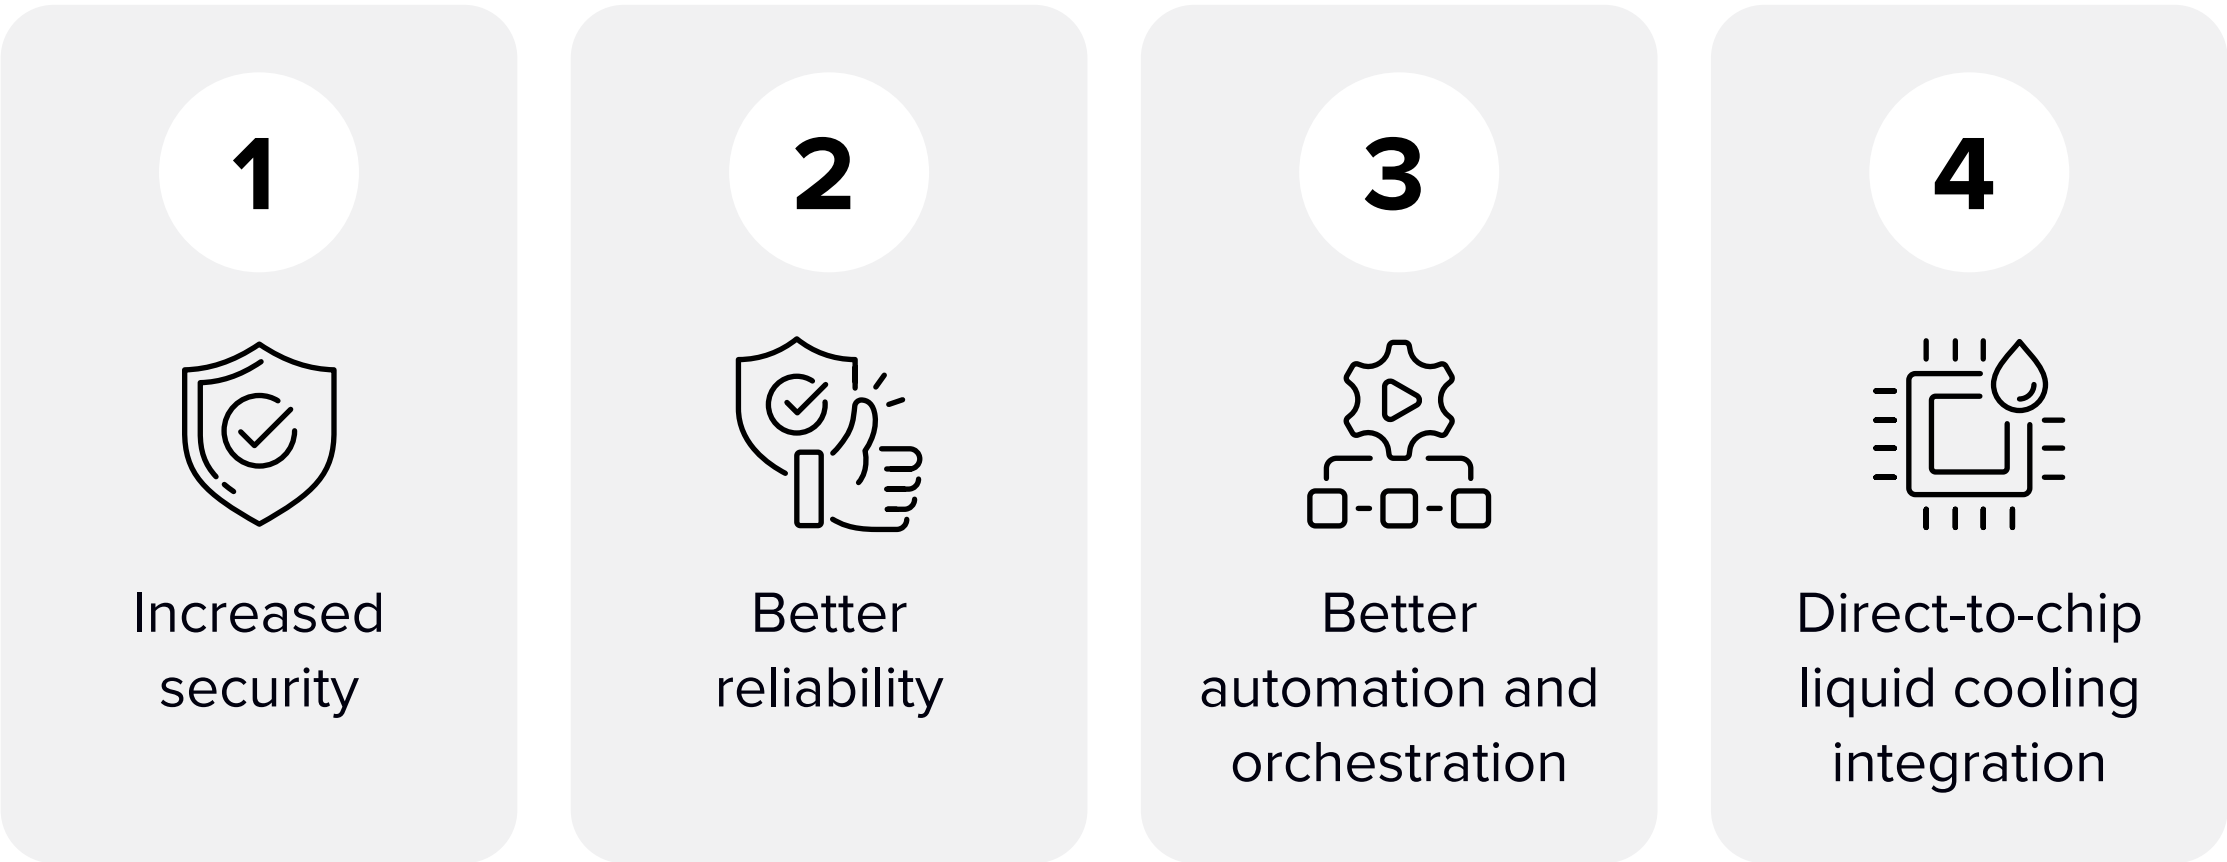 1
Increased
security
2
Better
reliability
3
Better
automation and
orchestration
4
Direct-to-chip
liquid cooling
integration